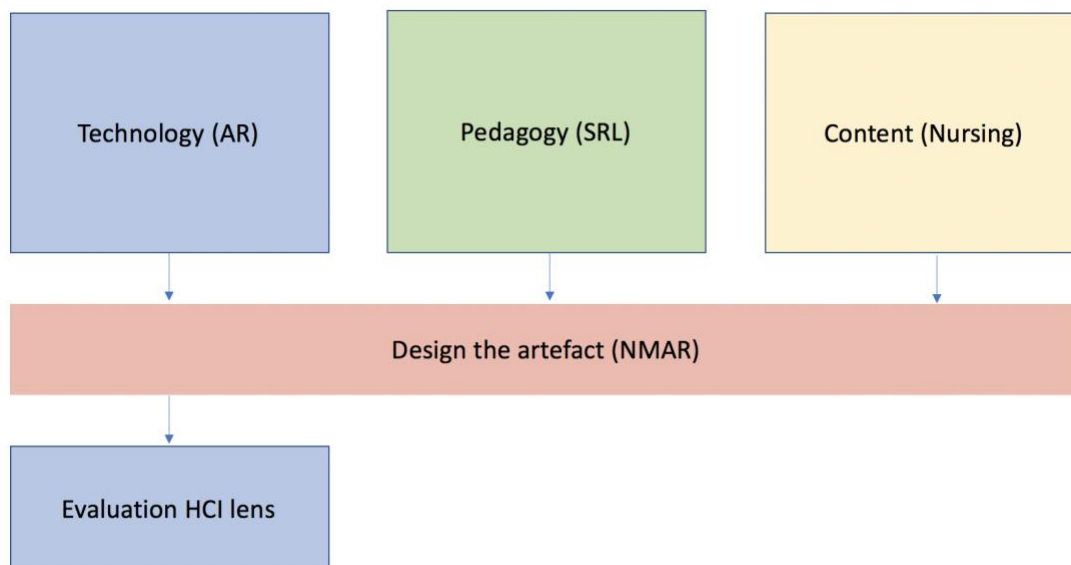 Technology (AR)
Pedagogy (SRL)
Content (Nursing)
Design the artefact (NMAR)
Evaluation HCI lens